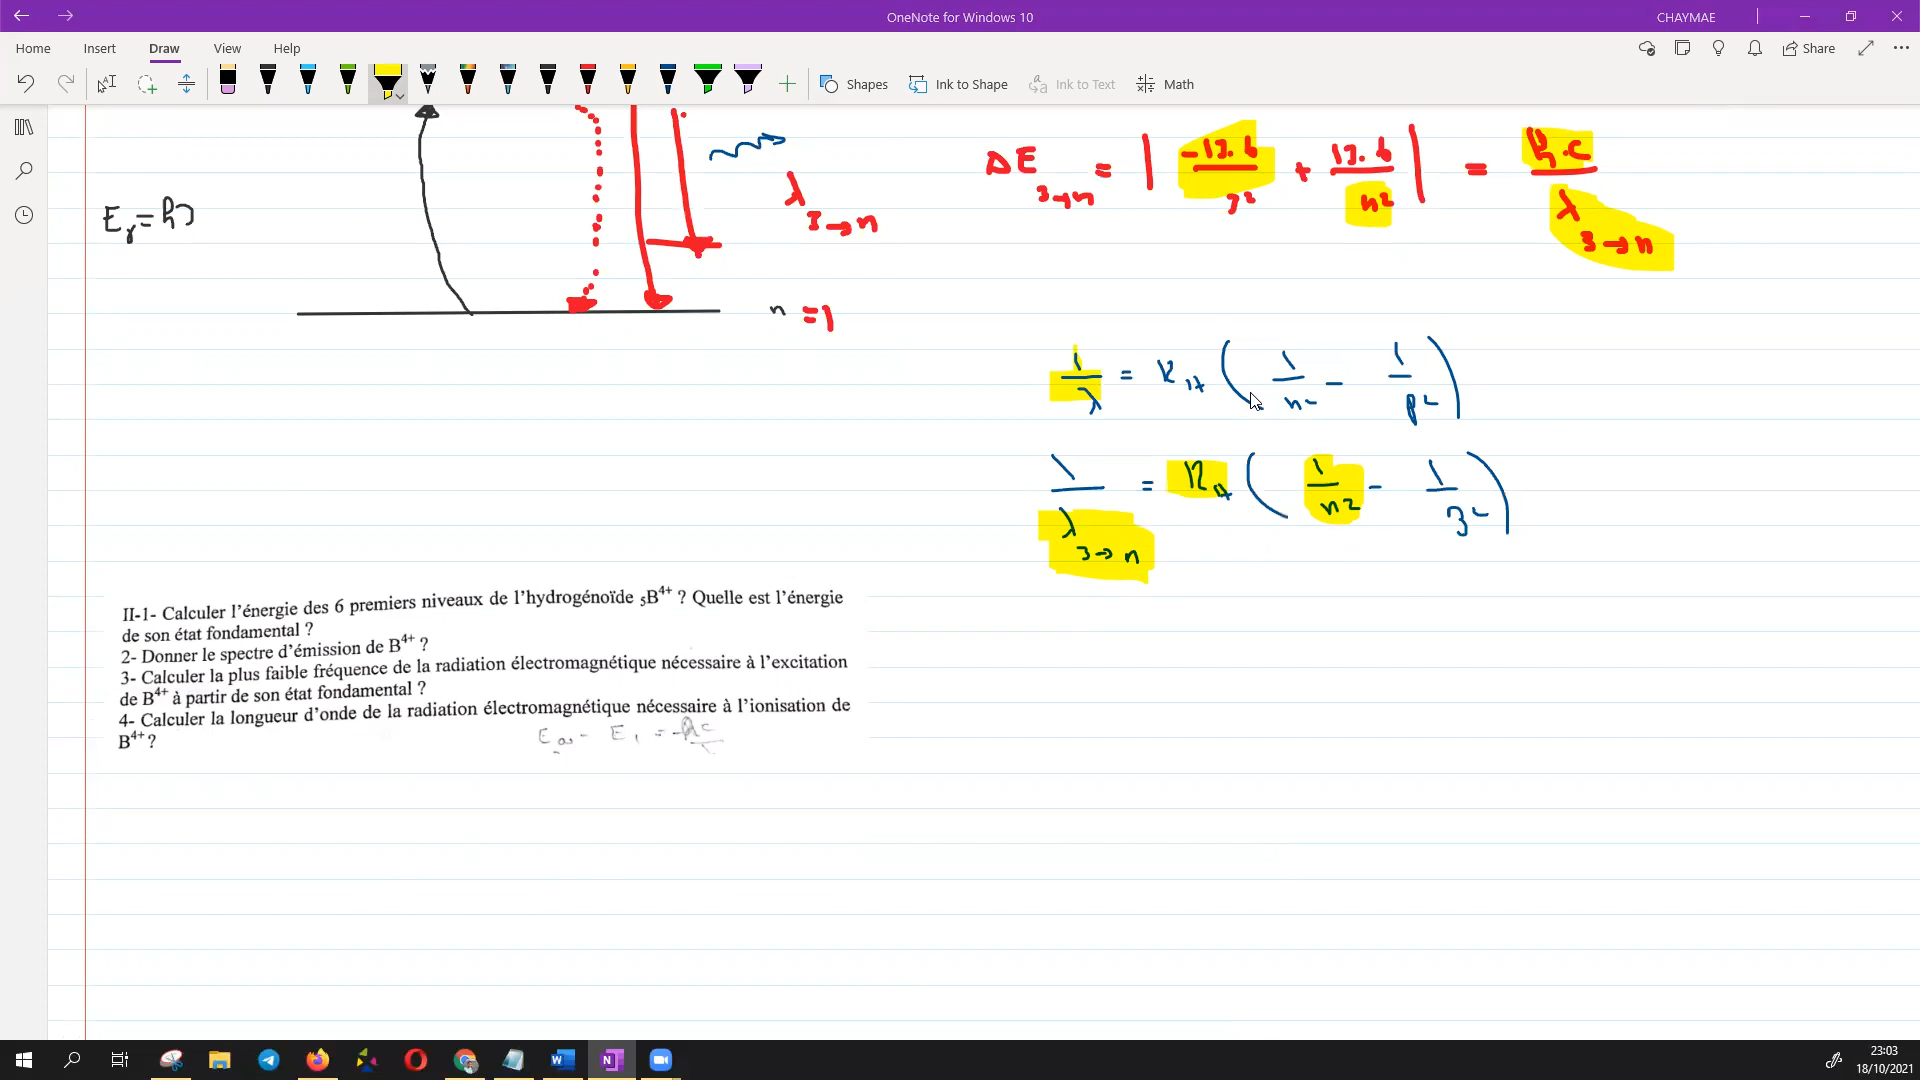 OneNote for Windows 10
CHAYMAE
Home Insert Draw View Help
Share
Shapes Ink to Shape Ink to Text Math
ΔE 3→n = | -13.6 / 3² + 13.6 / n² | = h.c / λ 3→n
λ 3→n
Eγ = hν
n = 1
1/λ = R_H ( 1/n² - 1/p² )
1/λ 3→n = R_H ( 1/n² - 1/3² )
II-1- Calculer l'énergie des 6 premiers niveaux de l'hydrogénoïde ₅B⁴⁺ ? Quelle est l'énergie
de son état fondamental ?
2- Donner le spectre d'émission de B⁴⁺ ?
3- Calculer la plus faible fréquence de la radiation électromagnétique nécessaire à l'excitation
de B⁴⁺ à partir de son état fondamental ?
4- Calculer la longueur d'onde de la radiation électromagnétique nécessaire à l'ionisation de
B⁴⁺ ?
E∞ - E₁ = hc/λ
23:03
18/10/2021